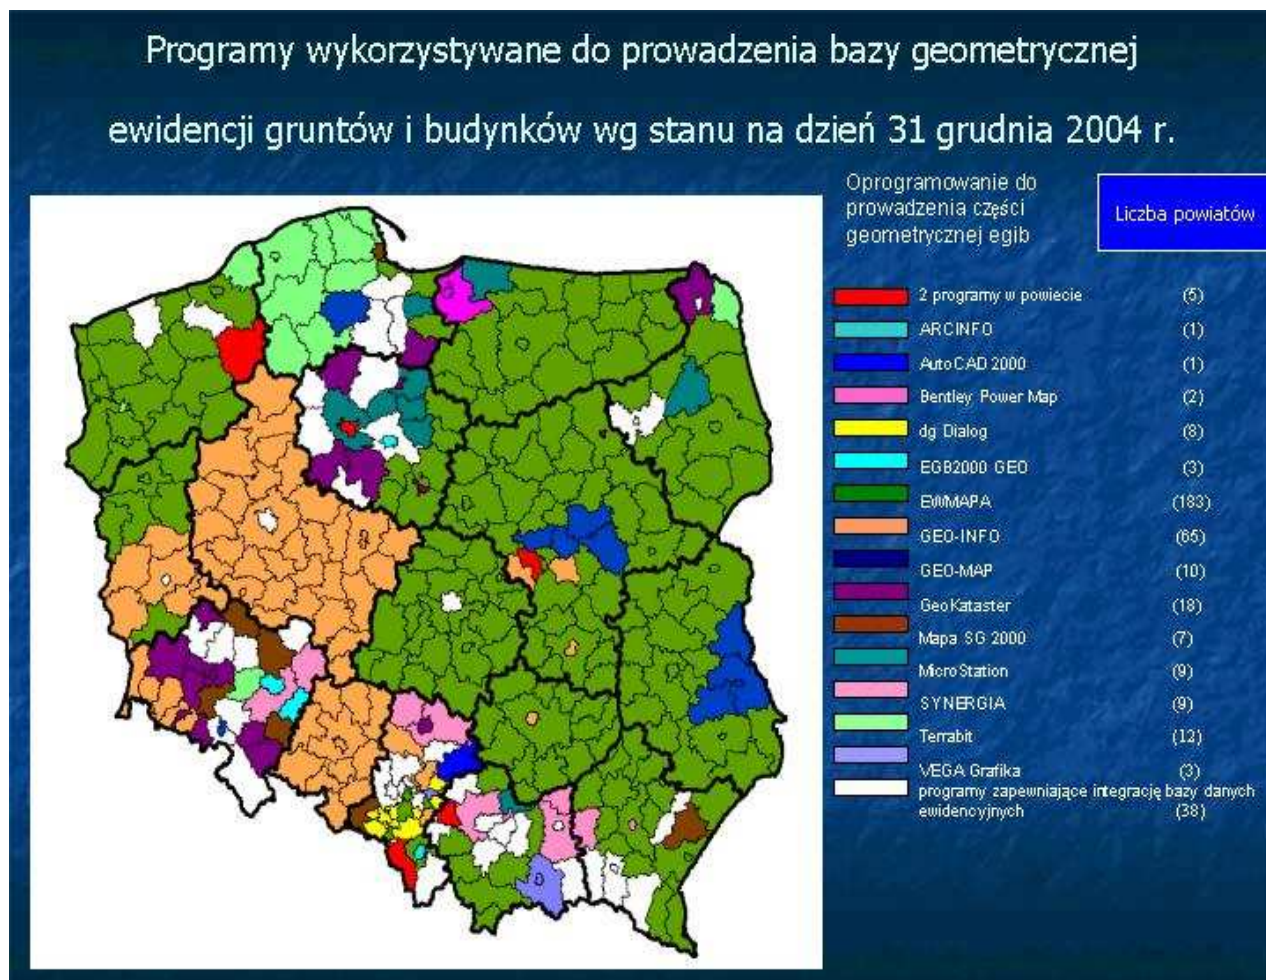 Programy wykorzystywane do prowadzenia bazy geometrycznej
ewidencji gruntów i budynków wg stanu na dzień 31 grudnia 2004 r.
Oprogramowanie do
prowadzenia części
geometrycznej egib
Liczba powiatów
2 programy w powiecie (5)
ARCINFO (1)
AutoCAD 2000 (1)
Bentley Power Map (2)
dg Dialog (8)
EGB2000 GEO (3)
EWMAPA (183)
GEO-INFO (65)
GEO-MAP (10)
GeoKataster (18)
Mapa SG 2000 (7)
MicroStation (9)
SYNERGIA (9)
Terrabit (12)
VEGA Grafika (3)
programy zapewniające integrację bazy danych
ewidencyjnych (38)